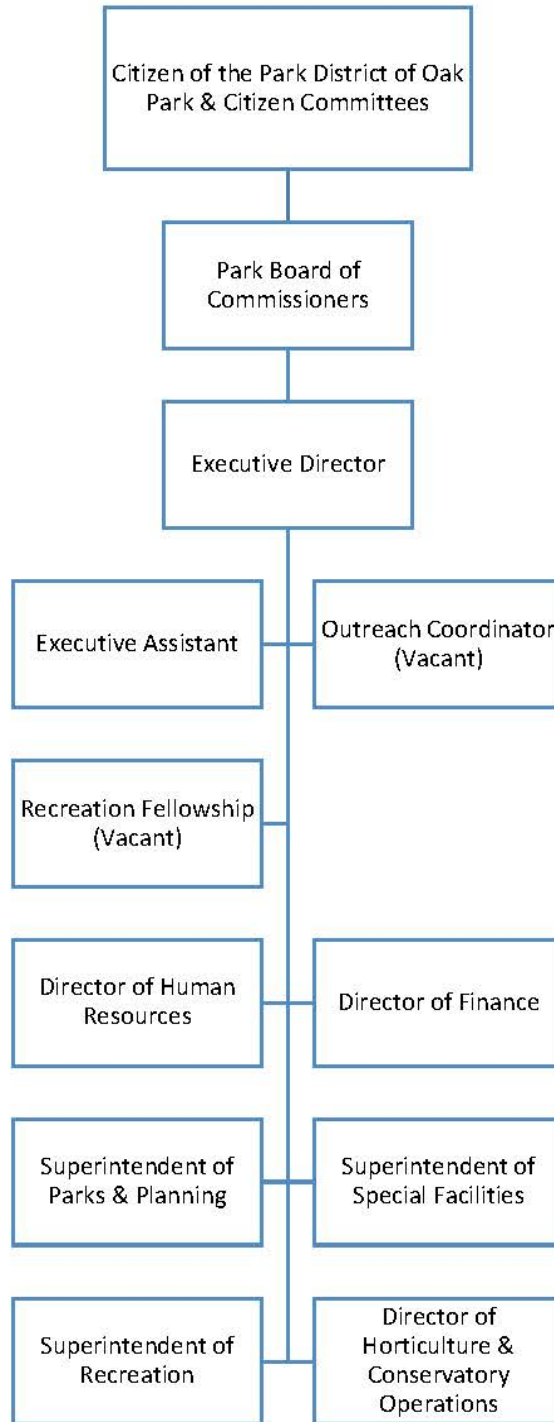 Citizen of the Park District of Oak
Park & Citizen Committees
Park Board of
Commissioners
Executive Director
Executive Assistant
Outreach Coordinator
(Vacant)
Recreation Fellowship
(Vacant)
Director of Human
Resources
Director of Finance
Superintendent of
Parks & Planning
Superintendent of
Special Facilities
Superintendent of
Recreation
Director of
Horticulture &
Conservatory
Operations